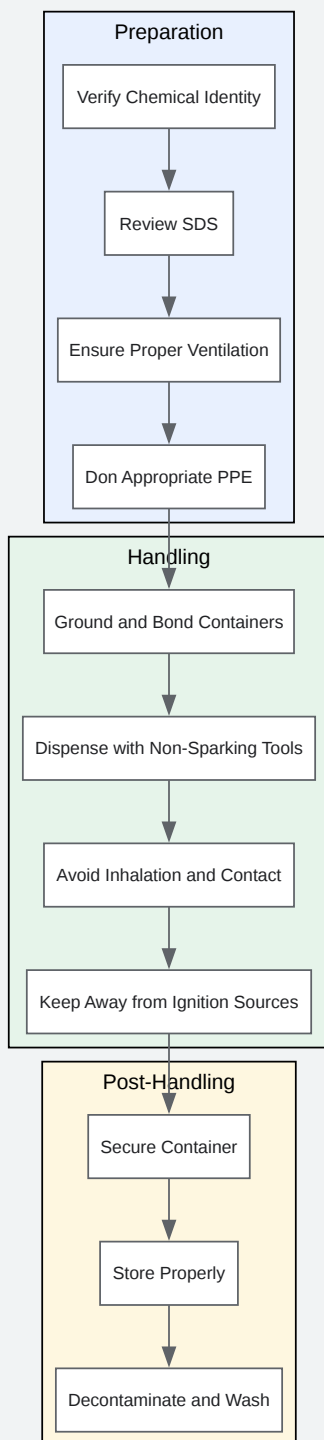 Preparation
Verify Chemical Identity
Review SDS
Ensure Proper Ventilation
Don Appropriate PPE
Handling
Ground and Bond Containers
Dispense with Non-Sparking Tools
Avoid Inhalation and Contact
Keep Away from Ignition Sources
Post-Handling
Secure Container
Store Properly
Decontaminate and Wash